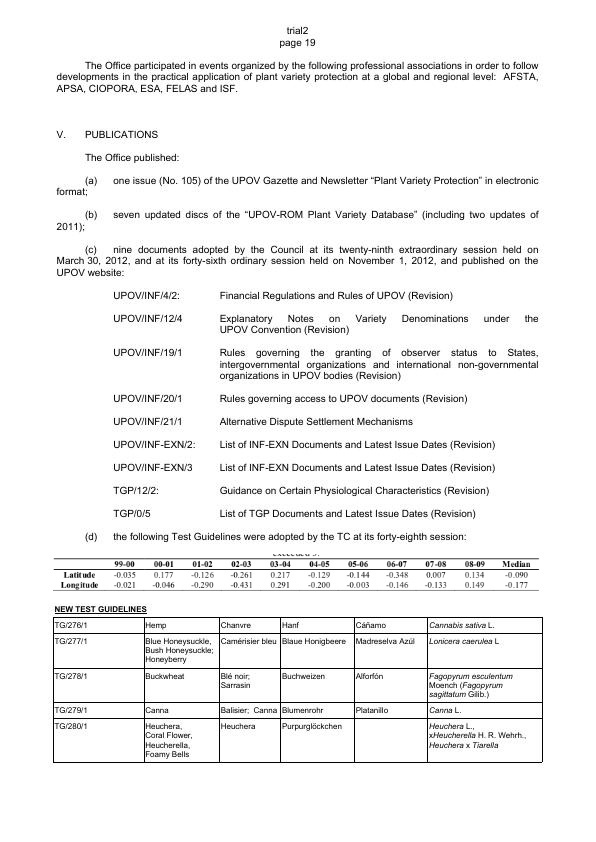 trial2
page 19
The Office participated in events organized by the following professional associations in order to follow
developments in the practical application of plant variety protection at a global and regional level: AFSTA,
APSA, CIOPORA, ESA, FELAS and ISF.
V. PUBLICATIONS
The Office published:
(a) one issue (No. 105) of the UPOV Gazette and Newsletter “Plant Variety Protection” in electronic
format;
(b) seven updated discs of the “UPOV-ROM Plant Variety Database” (including two updates of
2011);
(c) nine documents adopted by the Council at its twenty-ninth extraordinary session held on
March 30, 2012, and at its forty-sixth ordinary session held on November 1, 2012, and published on the
UPOV website:
UPOV/INF/4/2: Financial Regulations and Rules of UPOV (Revision)
UPOV/INF/12/4 Explanatory Notes on Variety Denominations under the
UPOV Convention (Revision)
UPOV/INF/19/1 Rules governing the granting of observer status to States,
intergovernmental organizations and international non-governmental
organizations in UPOV bodies (Revision)
UPOV/INF/20/1 Rules governing access to UPOV documents (Revision)
UPOV/INF/21/1 Alternative Dispute Settlement Mechanisms
UPOV/INF-EXN/2: List of INF-EXN Documents and Latest Issue Dates (Revision)
UPOV/INF-EXN/3 List of INF-EXN Documents and Latest Issue Dates (Revision)
TGP/12/2: Guidance on Certain Physiological Characteristics (Revision)
TGP/0/5 List of TGP Documents and Latest Issue Dates (Revision)
(d) the following Test Guidelines were adopted by the TC at its forty-eighth session:
99-00 00-01 01-02 02-03 03-04 04-05 05-06 06-07 07-08 08-09 Median
Latitude -0.035 0.177 -0.126 -0.261 0.217 -0.129 -0.144 -0.348 0.007 0.134 -0.090
Longitude -0.021 -0.046 -0.290 -0.431 0.291 -0.200 -0.003 -0.146 -0.133 0.149 -0.177
NEW TEST GUIDELINES
TG/276/1 Hemp Chanvre Hanf Cáñamo Cannabis sativa L.
TG/277/1 Blue Honeysuckle, Camérisier bleu Blaue Honigbeere Madreselva Azúl Lonicera caerulea L
Bush Honeysuckle;
Honeyberry
TG/278/1 Buckwheat Blé noir; Buchweizen Alforfón Fagopyrum esculentum
Sarrasin Moench (Fagopyrum
sagittatum Gilib.)
TG/279/1 Canna Balisier; Canna Blumenrohr Platanillo Canna L.
TG/280/1 Heuchera, Heuchera Purpurglöckchen Heuchera L.,
Coral Flower, xHeucherella H. R. Wehrh.,
Heucherella, Heuchera x Tiarella
Foamy Bells